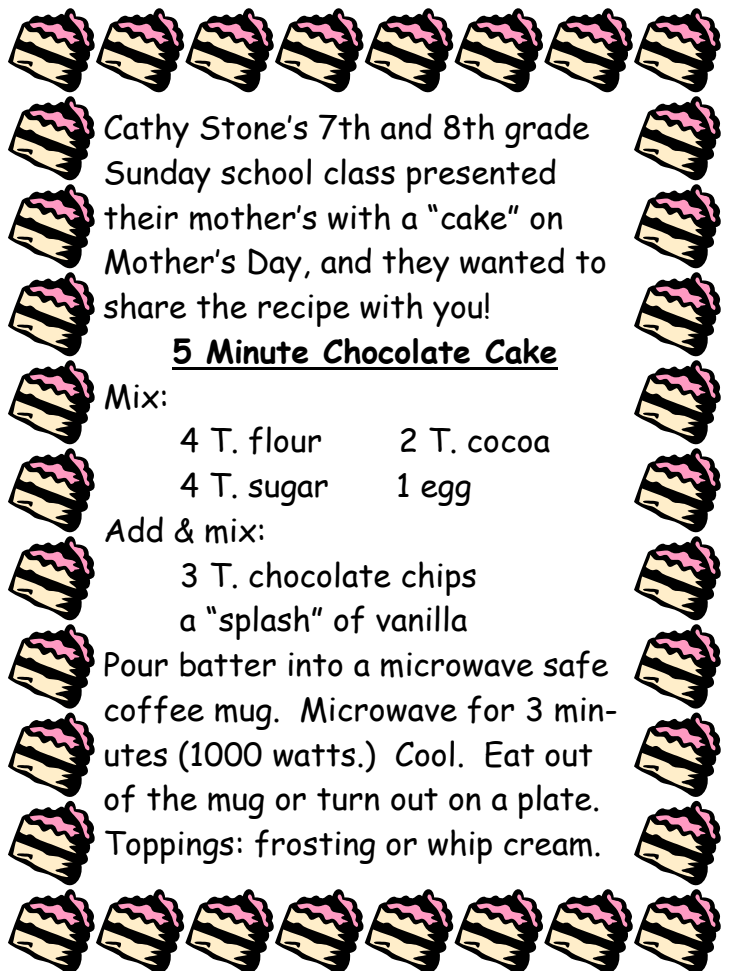 Cathy Stone's 7th and 8th grade
Sunday school class presented
their mother's with a “cake” on
Mother's Day, and they wanted to
share the recipe with you!
5 Minute Chocolate Cake
Mix:
4 T. flour 2 T. cocoa
4 T. sugar 1 egg
Add & mix:
3 T. chocolate chips
a “splash” of vanilla
Pour batter into a microwave safe
coffee mug. Microwave for 3 min-
utes (1000 watts.) Cool. Eat out
of the mug or turn out on a plate.
Toppings: frosting or whip cream.